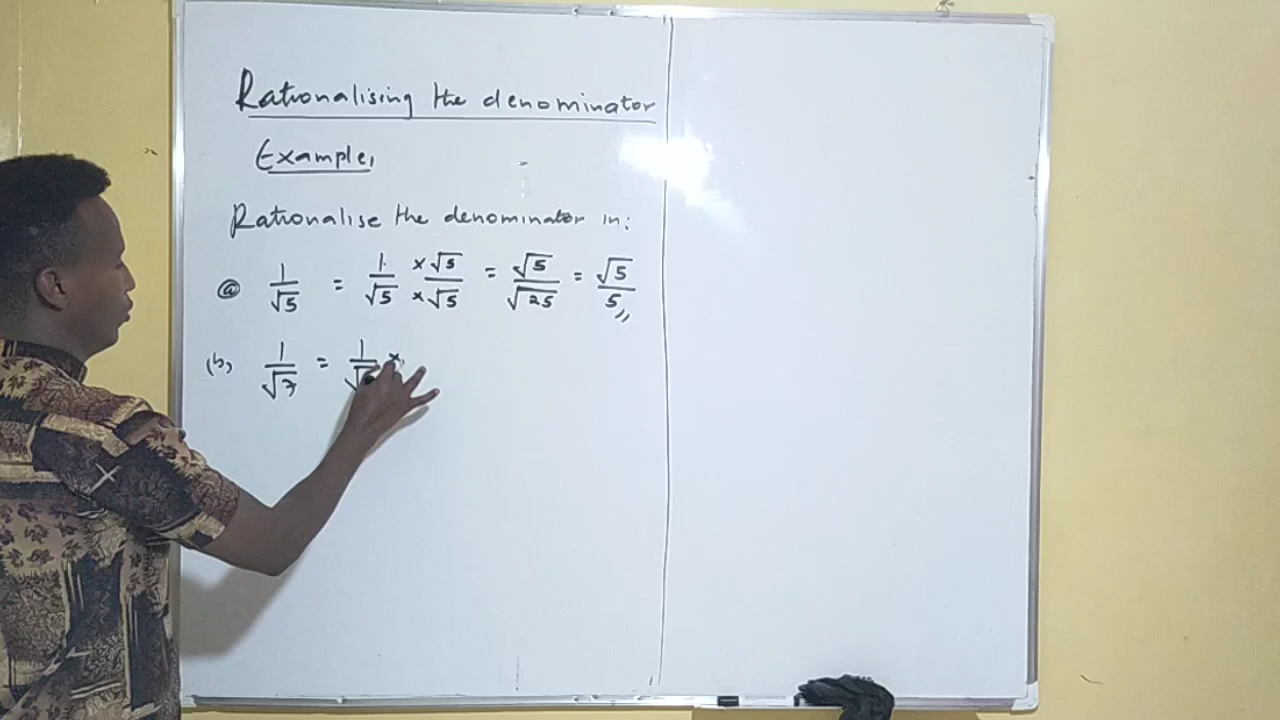 Rationalising the denominator
Example,
Rationalise the denominator in:
(a) 1/√5 = 1/√5 ×√5/×√5 = √5/√25 = √5/5,,
(b) 1/√7 = 1/√ ×